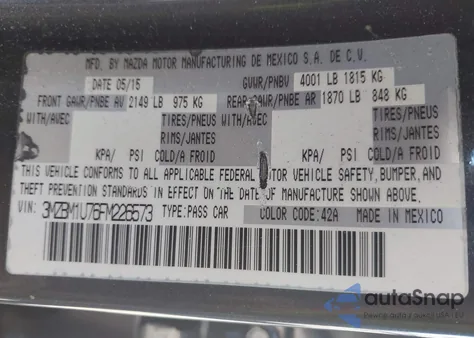 MFD. BY MAZDA MOTOR MANUFACTURING DE MEXICO S.A. DE C.V.
DATE 05/15 GVWR/PNBV 4001 LB 1815 KG
FRONT GAWR/PNBE AV 2149 LB 975 KG REAR GAWR/PNBE AR 1870 LB 848 KG
WITH/AVEC TIRES/PNEUS WITH/AVEC TIRES/PNEUS
RIMS/JANTES RIMS/JANTES
KPA/ PSI COLD/A FROID KPA/ PSI COLD/A FROID
THIS VEHICLE CONFORMS TO ALL APPLICABLE FEDERAL MOTOR VEHICLE SAFETY, BUMPER, AND
THEFT PREVENTION STANDARDS IN EFFECT ON THE DATE OF MANUFACTURE SHOWN ABOVE.
VIN: 3MZBM1U76FM226573 TYPE:PASS CAR COLOR CODE:42A MADE IN MEXICO
autoSnap